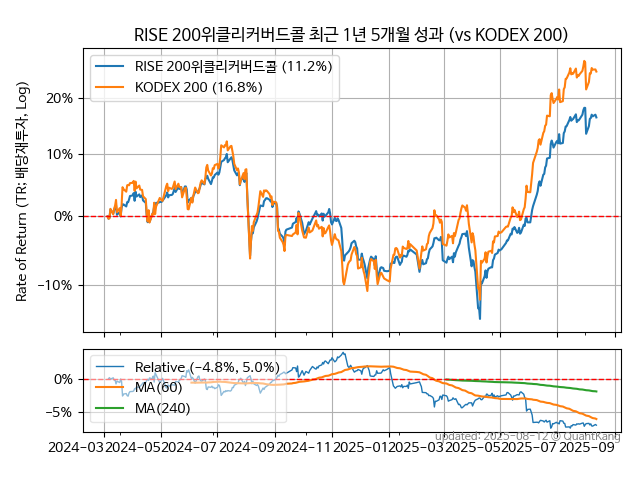 RISE 200위클리커버드콜 최근 1년 5개월 성과 (vs KODEX 200)
RISE 200위클리커버드콜 (11.2%)
KODEX 200 (16.8%)
Rate of Return (TR: 배당재투자, Log)
20%
10%
0%
−10%
Relative (−4.8%, 5.0%)
MA(60)
MA(240)
0%
−5%
updated: 2025-08-12 © QuantKang
2024−03 2024−05 2024−07 2024−09 2024−11 2025−01 2025−03 2025−05 2025−07 2025−09